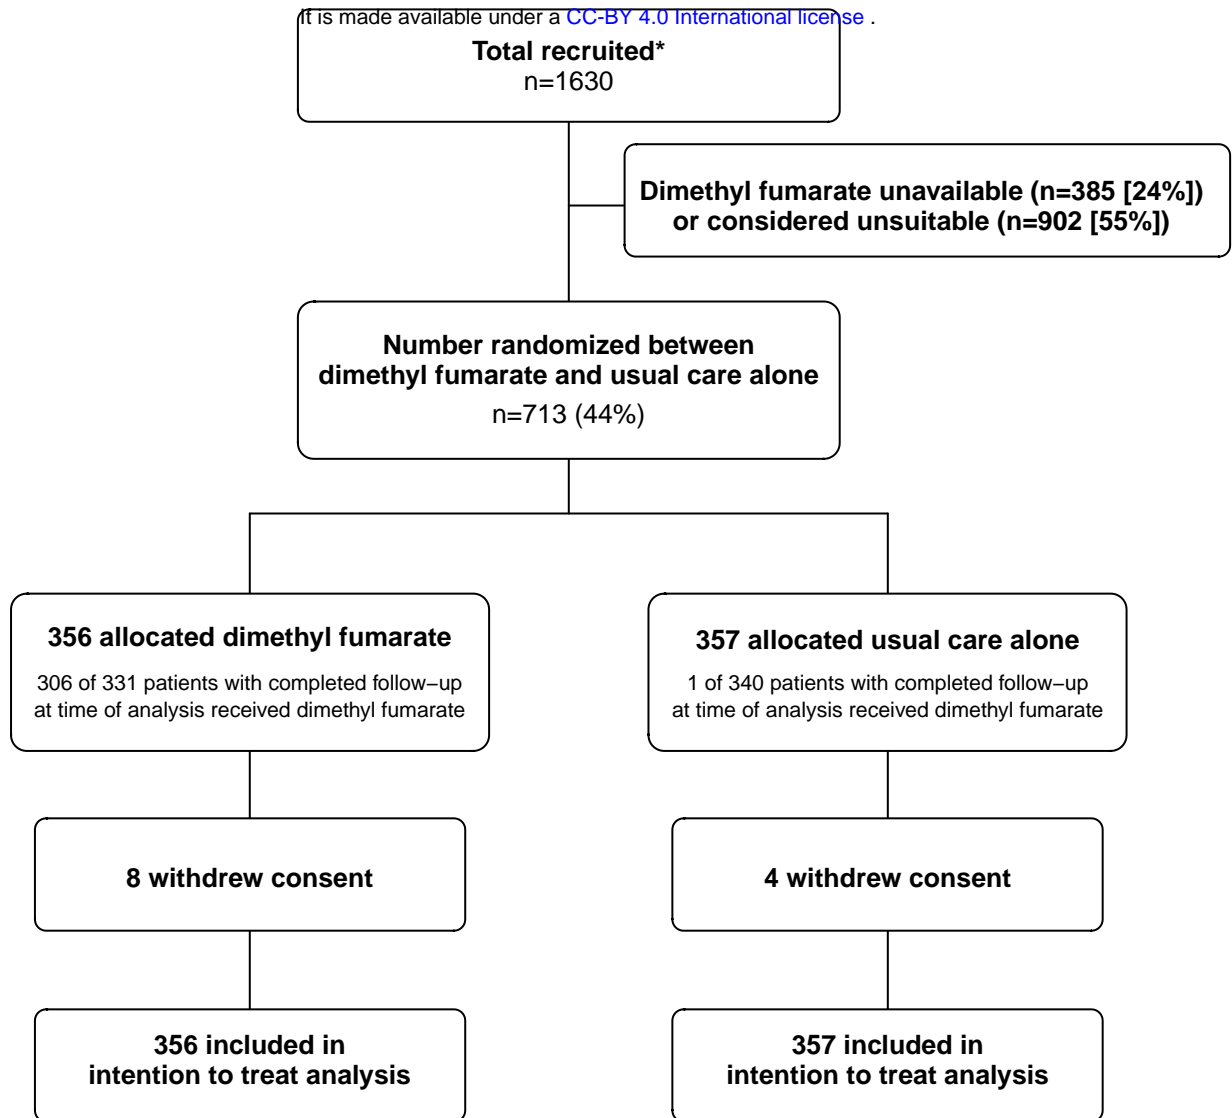 It is made available under a CC-BY 4.0 International license .
Total recruited*
n=1630
Dimethyl fumarate unavailable (n=385 [24%])
or considered unsuitable (n=902 [55%])
Number randomized between
dimethyl fumarate and usual care alone
n=713 (44%)
356 allocated dimethyl fumarate
306 of 331 patients with completed follow−up
at time of analysis received dimethyl fumarate
357 allocated usual care alone
1 of 340 patients with completed follow−up
at time of analysis received dimethyl fumarate
8 withdrew consent
4 withdrew consent
356 included in
intention to treat analysis
357 included in
intention to treat analysis